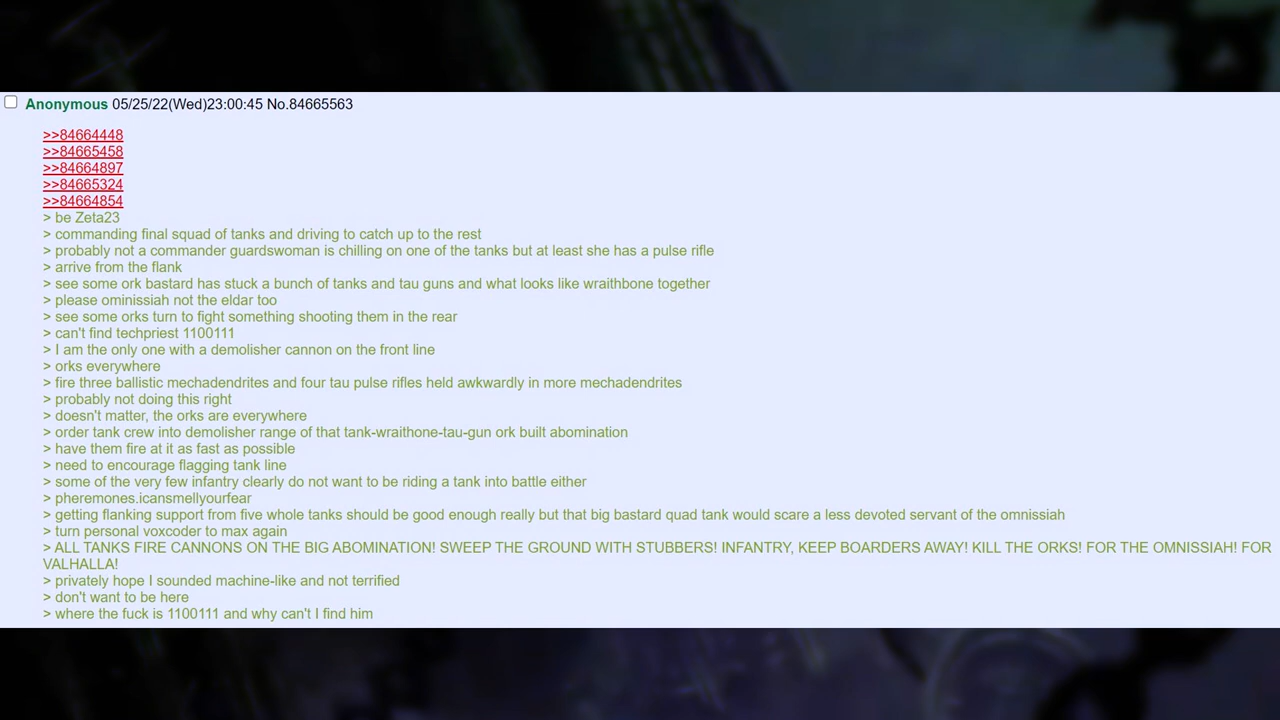 Anonymous 05/25/22(Wed)23:00:45 No.84665563
>>84664448
>>84665458
>>84664897
>>84665324
>>84664854
> be Zeta23
> commanding final squad of tanks and driving to catch up to the rest
> probably not a commander guardswoman is chilling on one of the tanks but at least she has a pulse rifle
> arrive from the flank
> see some ork bastard has stuck a bunch of tanks and tau guns and what looks like wraithbone together
> please ominissiah not the eldar too
> see some orks turn to fight something shooting them in the rear
> can't find techpriest 1100111
> I am the only one with a demolisher cannon on the front line
> orks everywhere
> fire three ballistic mechadendrites and four tau pulse rifles held awkwardly in more mechadendrites
> probably not doing this right
> doesn't matter, the orks are everywhere
> order tank crew into demolisher range of that tank-wraithone-tau-gun ork built abomination
> have them fire at it as fast as possible
> need to encourage flagging tank line
> some of the very few infantry clearly do not want to be riding a tank into battle either
> pheremones.icansmellyourfear
> getting flanking support from five whole tanks should be good enough really but that big bastard quad tank would scare a less devoted servant of the omnissiah
> turn personal voxcoder to max again
> ALL TANKS FIRE CANNONS ON THE BIG ABOMINATION! SWEEP THE GROUND WITH STUBBERS! INFANTRY, KEEP BOARDERS AWAY! KILL THE ORKS! FOR THE OMNISSIAH! FOR
VALHALLA!
> privately hope I sounded machine-like and not terrified
> don't want to be here
> where the fuck is 1100111 and why can't I find him